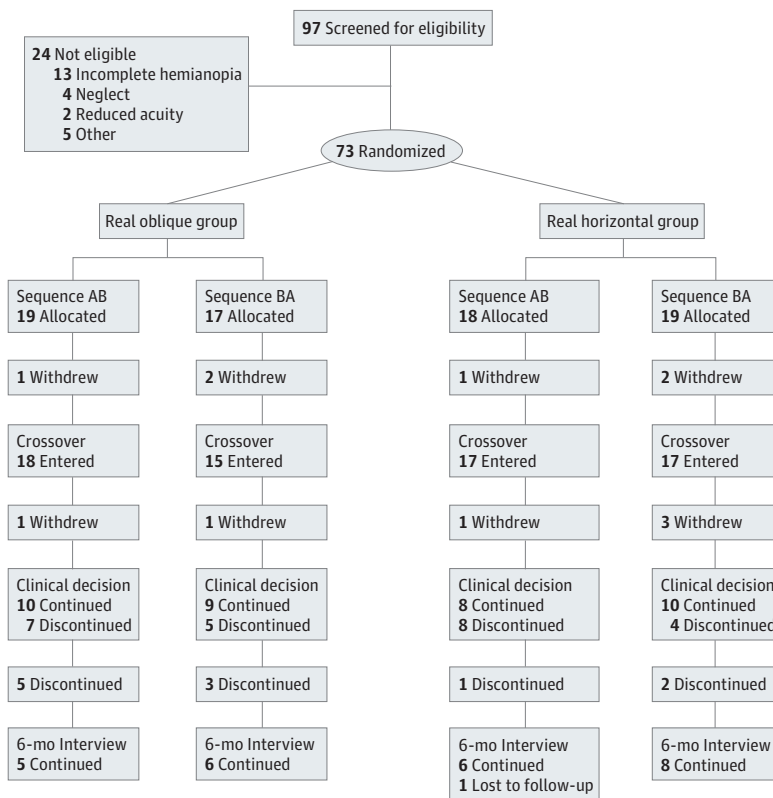 97 Screened for eligibility
24 Not eligible
13 Incomplete hemianopia
4 Neglect
2 Reduced acuity
5 Other
73 Randomized
Real oblique group
Real horizontal group
Sequence AB
19 Allocated
Sequence BA
17 Allocated
Sequence AB
18 Allocated
Sequence BA
19 Allocated
1 Withdrew
2 Withdrew
1 Withdrew
2 Withdrew
Crossover
18 Entered
Crossover
15 Entered
Crossover
17 Entered
Crossover
17 Entered
1 Withdrew
1 Withdrew
1 Withdrew
3 Withdrew
Clinical decision
10 Continued
7 Discontinued
Clinical decision
9 Continued
5 Discontinued
Clinical decision
8 Continued
8 Discontinued
Clinical decision
10 Continued
4 Discontinued
5 Discontinued
3 Discontinued
1 Discontinued
2 Discontinued
6-mo Interview
5 Continued
6-mo Interview
6 Continued
6-mo Interview
6 Continued
1 Lost to follow-up
6-mo Interview
8 Continued